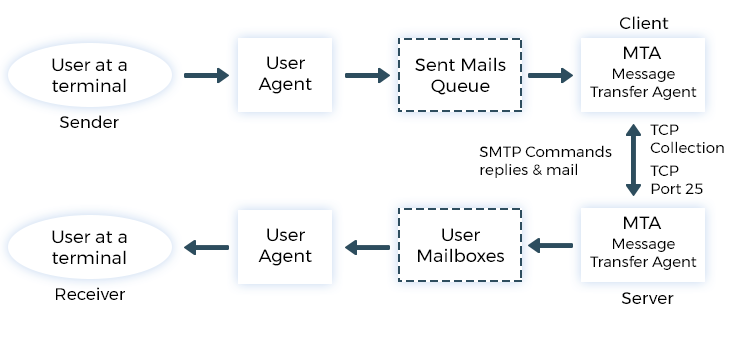 Client
User at a
terminal
Sender
User
Agent
Sent Mails
Queue
MTA
Message
Transfer Agent
SMTP Commands
replies & mail
TCP
Collection
TCP
Port 25
User at a
terminal
Receiver
User
Agent
User
Mailboxes
MTA
Message
Transfer Agent
Server